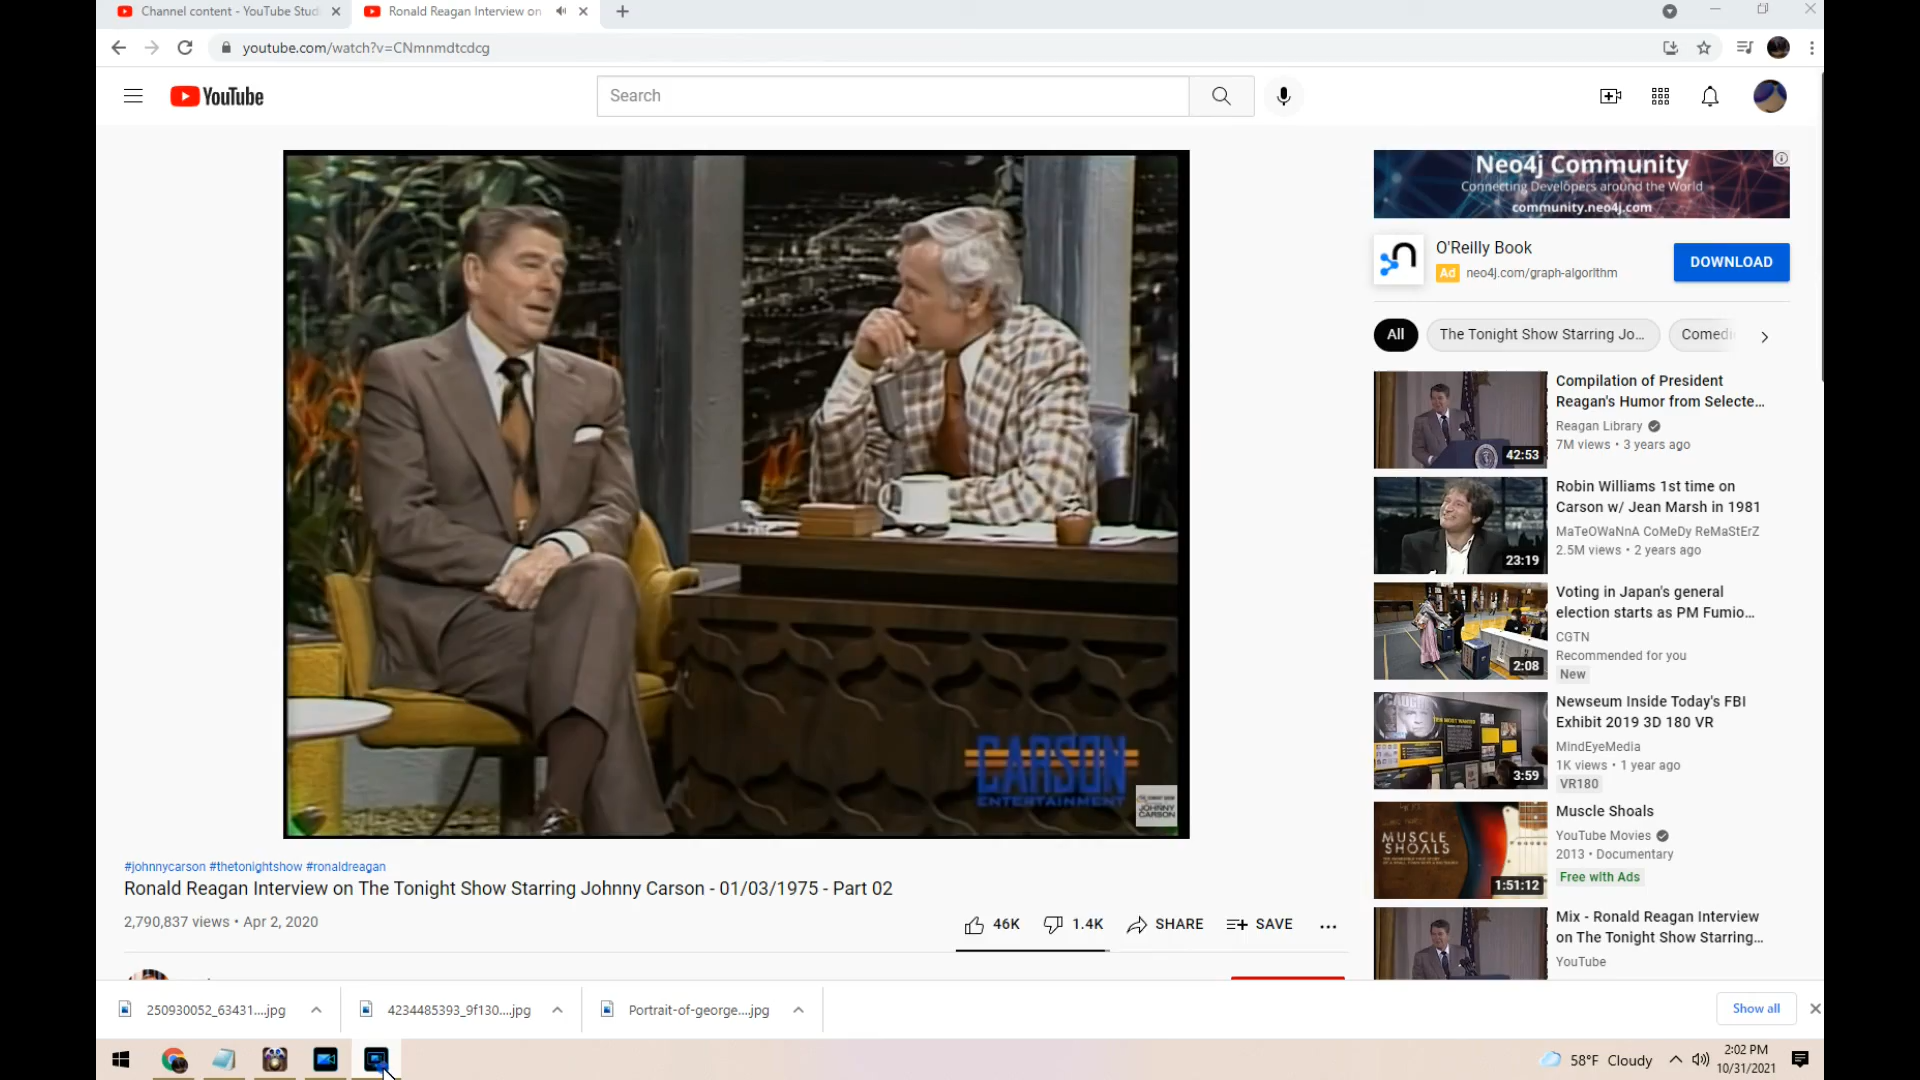 Channel content - YouTube Stud
Ronald Reagan Interview on
youtube.com/watch?v=CNmnmdtcdcg
YouTube
Search
Neo4j Community
Connecting Developers around the World
community.neo4j.com
O'Reilly Book
Ad neo4j.com/graph-algorithm
DOWNLOAD
All
The Tonight Show Starring Jo...
Comedi
Compilation of President
Reagan's Humor from Selecte...
Reagan Library
7M views • 3 years ago
42:53
Robin Williams 1st time on
Carson w/ Jean Marsh in 1981
MaTeOWaNnA CoMeDy ReMaStErZ
2.5M views • 2 years ago
23:19
Voting in Japan's general
election starts as PM Fumio...
CGTN
Recommended for you
New
2:08
Newseum Inside Today's FBI
Exhibit 2019 3D 180 VR
MindEyeMedia
1K views • 1 year ago
VR180
3:59
Muscle Shoals
YouTube Movies
2013 • Documentary
Free with Ads
MUSCLE
SHOALS
1:51:12
Mix - Ronald Reagan Interview
on The Tonight Show Starring...
YouTube
CARSON
ENTERTAINMENT
JOHNNY
CARSON
#johnnycarson #thetonightshow #ronaldreagan
Ronald Reagan Interview on The Tonight Show Starring Johnny Carson - 01/03/1975 - Part 02
2,790,837 views • Apr 2, 2020
46K
1.4K
SHARE
SAVE
250930052_63431....jpg
4234485393_9f130....jpg
Portrait-of-george....jpg
Show all
58°F Cloudy
2:02 PM
10/31/2021